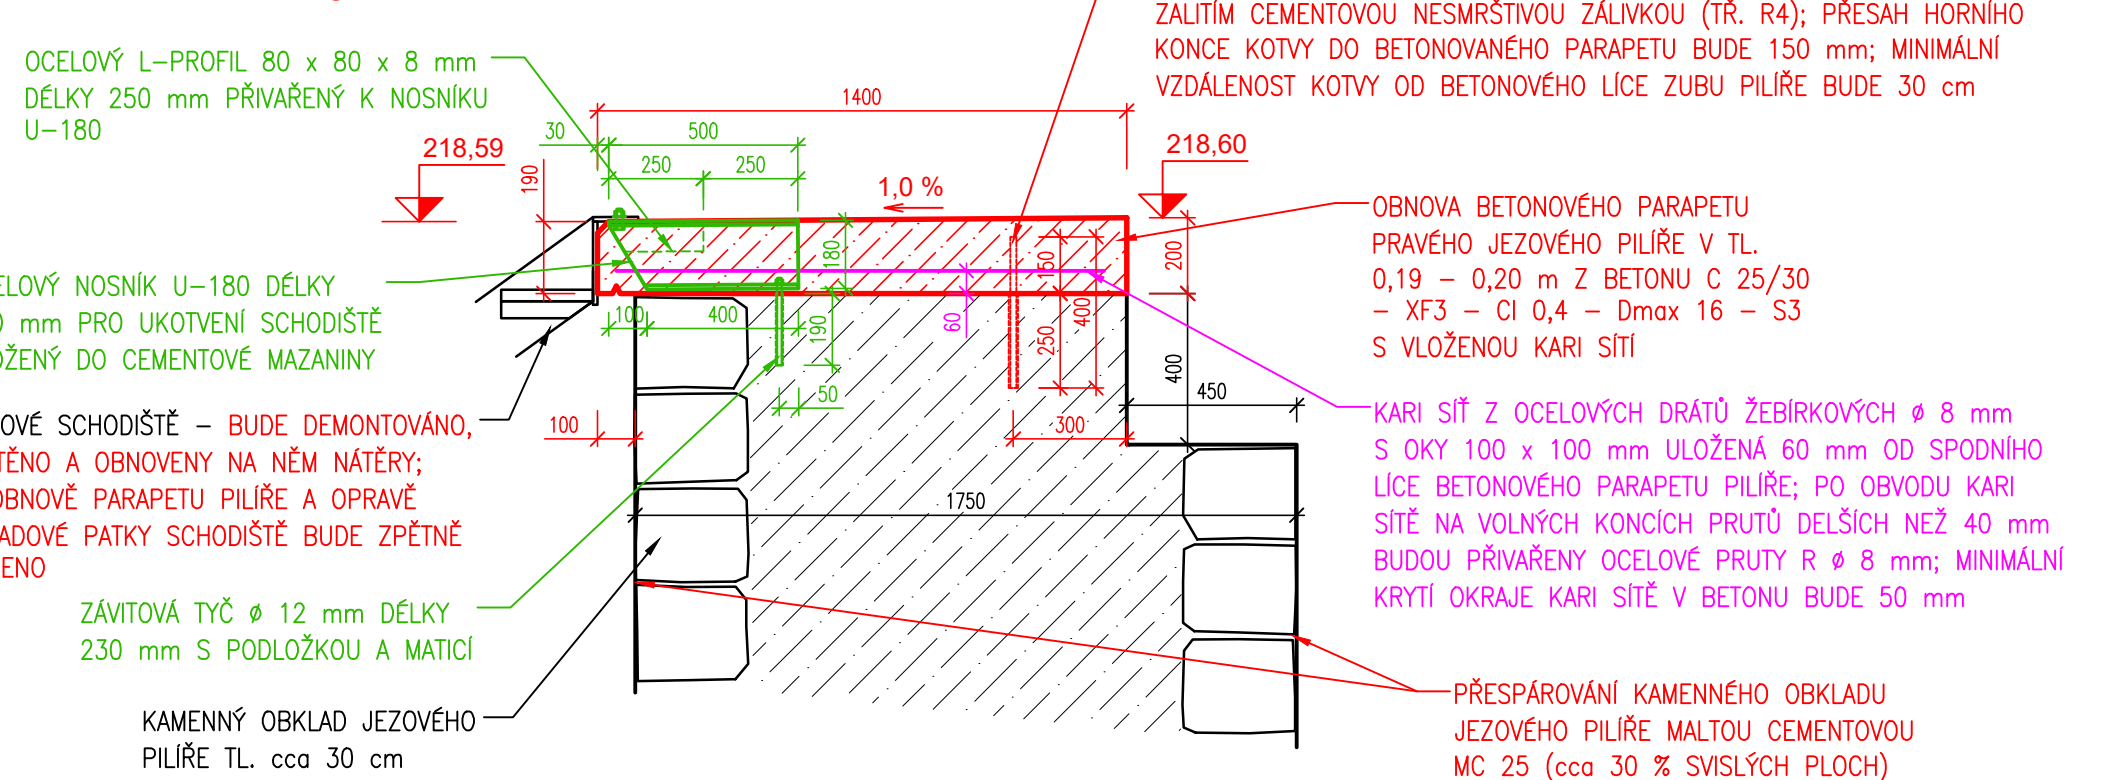 ZALITÍM CEMENTOVOU NESMRŠTIVOU ZÁLIVKOU (TŘ. R4); PŘESAH HORNÍHO
KONCE KOTVY DO BETONOVANÉHO PARAPETU BUDE 150 mm; MINIMÁLNÍ
VZDÁLENOST KOTVY OD BETONOVÉHO LÍCE ZUBU PILÍŘE BUDE 30 cm
OCELOVÝ L-PROFIL 80 x 80 x 8 mm
DÉLKY 250 mm PŘIVAŘENÝ K NOSNÍKU
U-180
1400
30
500
250
250
218,59
218,60
190
1,0 %
180
150
200
100
400
190
60
250
400
50
400
450
100
300
1750
OBNOVA BETONOVÉHO PARAPETU
PRAVÉHO JEZOVÉHO PILÍŘE V TL.
0,19 – 0,20 m Z BETONU C 25/30
– XF3 – Cl 0,4 – Dmax 16 – S3
S VLOŽENOU KARI SÍTÍ
ELOVÝ NOSNÍK U-180 DÉLKY
mm PRO UKOTVENÍ SCHODIŠTĚ
OŽENÝ DO CEMENTOVÉ MAZANINY
OVÉ SCHODIŠTĚ – BUDE DEMONTOVÁNO,
TĚNO A OBNOVENY NA NĚM NÁTĚRY;
OBNOVĚ PARAPETU PILÍŘE A OPRAVĚ
ADOVÉ PATKY SCHODIŠTĚ BUDE ZPĚTNĚ
ENO
KARI SÍŤ Z OCELOVÝCH DRÁTŮ ŽEBÍRKOVÝCH ø 8 mm
S OKY 100 x 100 mm ULOŽENÁ 60 mm OD SPODNÍHO
LÍCE BETONOVÉHO PARAPETU PILÍŘE; PO OBVODU KARI
SÍTĚ NA VOLNÝCH KONCÍCH PRUTŮ DELŠÍCH NEŽ 40 mm
BUDOU PŘIVAŘENY OCELOVÉ PRUTY R ø 8 mm; MINIMÁLNÍ
KRYTÍ OKRAJE KARI SÍTĚ V BETONU BUDE 50 mm
ZÁVITOVÁ TYČ ø 12 mm DÉLKY
230 mm S PODLOŽKOU A MATICÍ
KAMENNÝ OBKLAD JEZOVÉHO
PILÍŘE TL. cca 30 cm
PŘESPÁROVÁNÍ KAMENNÉHO OBKLADU
JEZOVÉHO PILÍŘE MALTOU CEMENTOVOU
MC 25 (cca 30 % SVISLÝCH PLOCH)